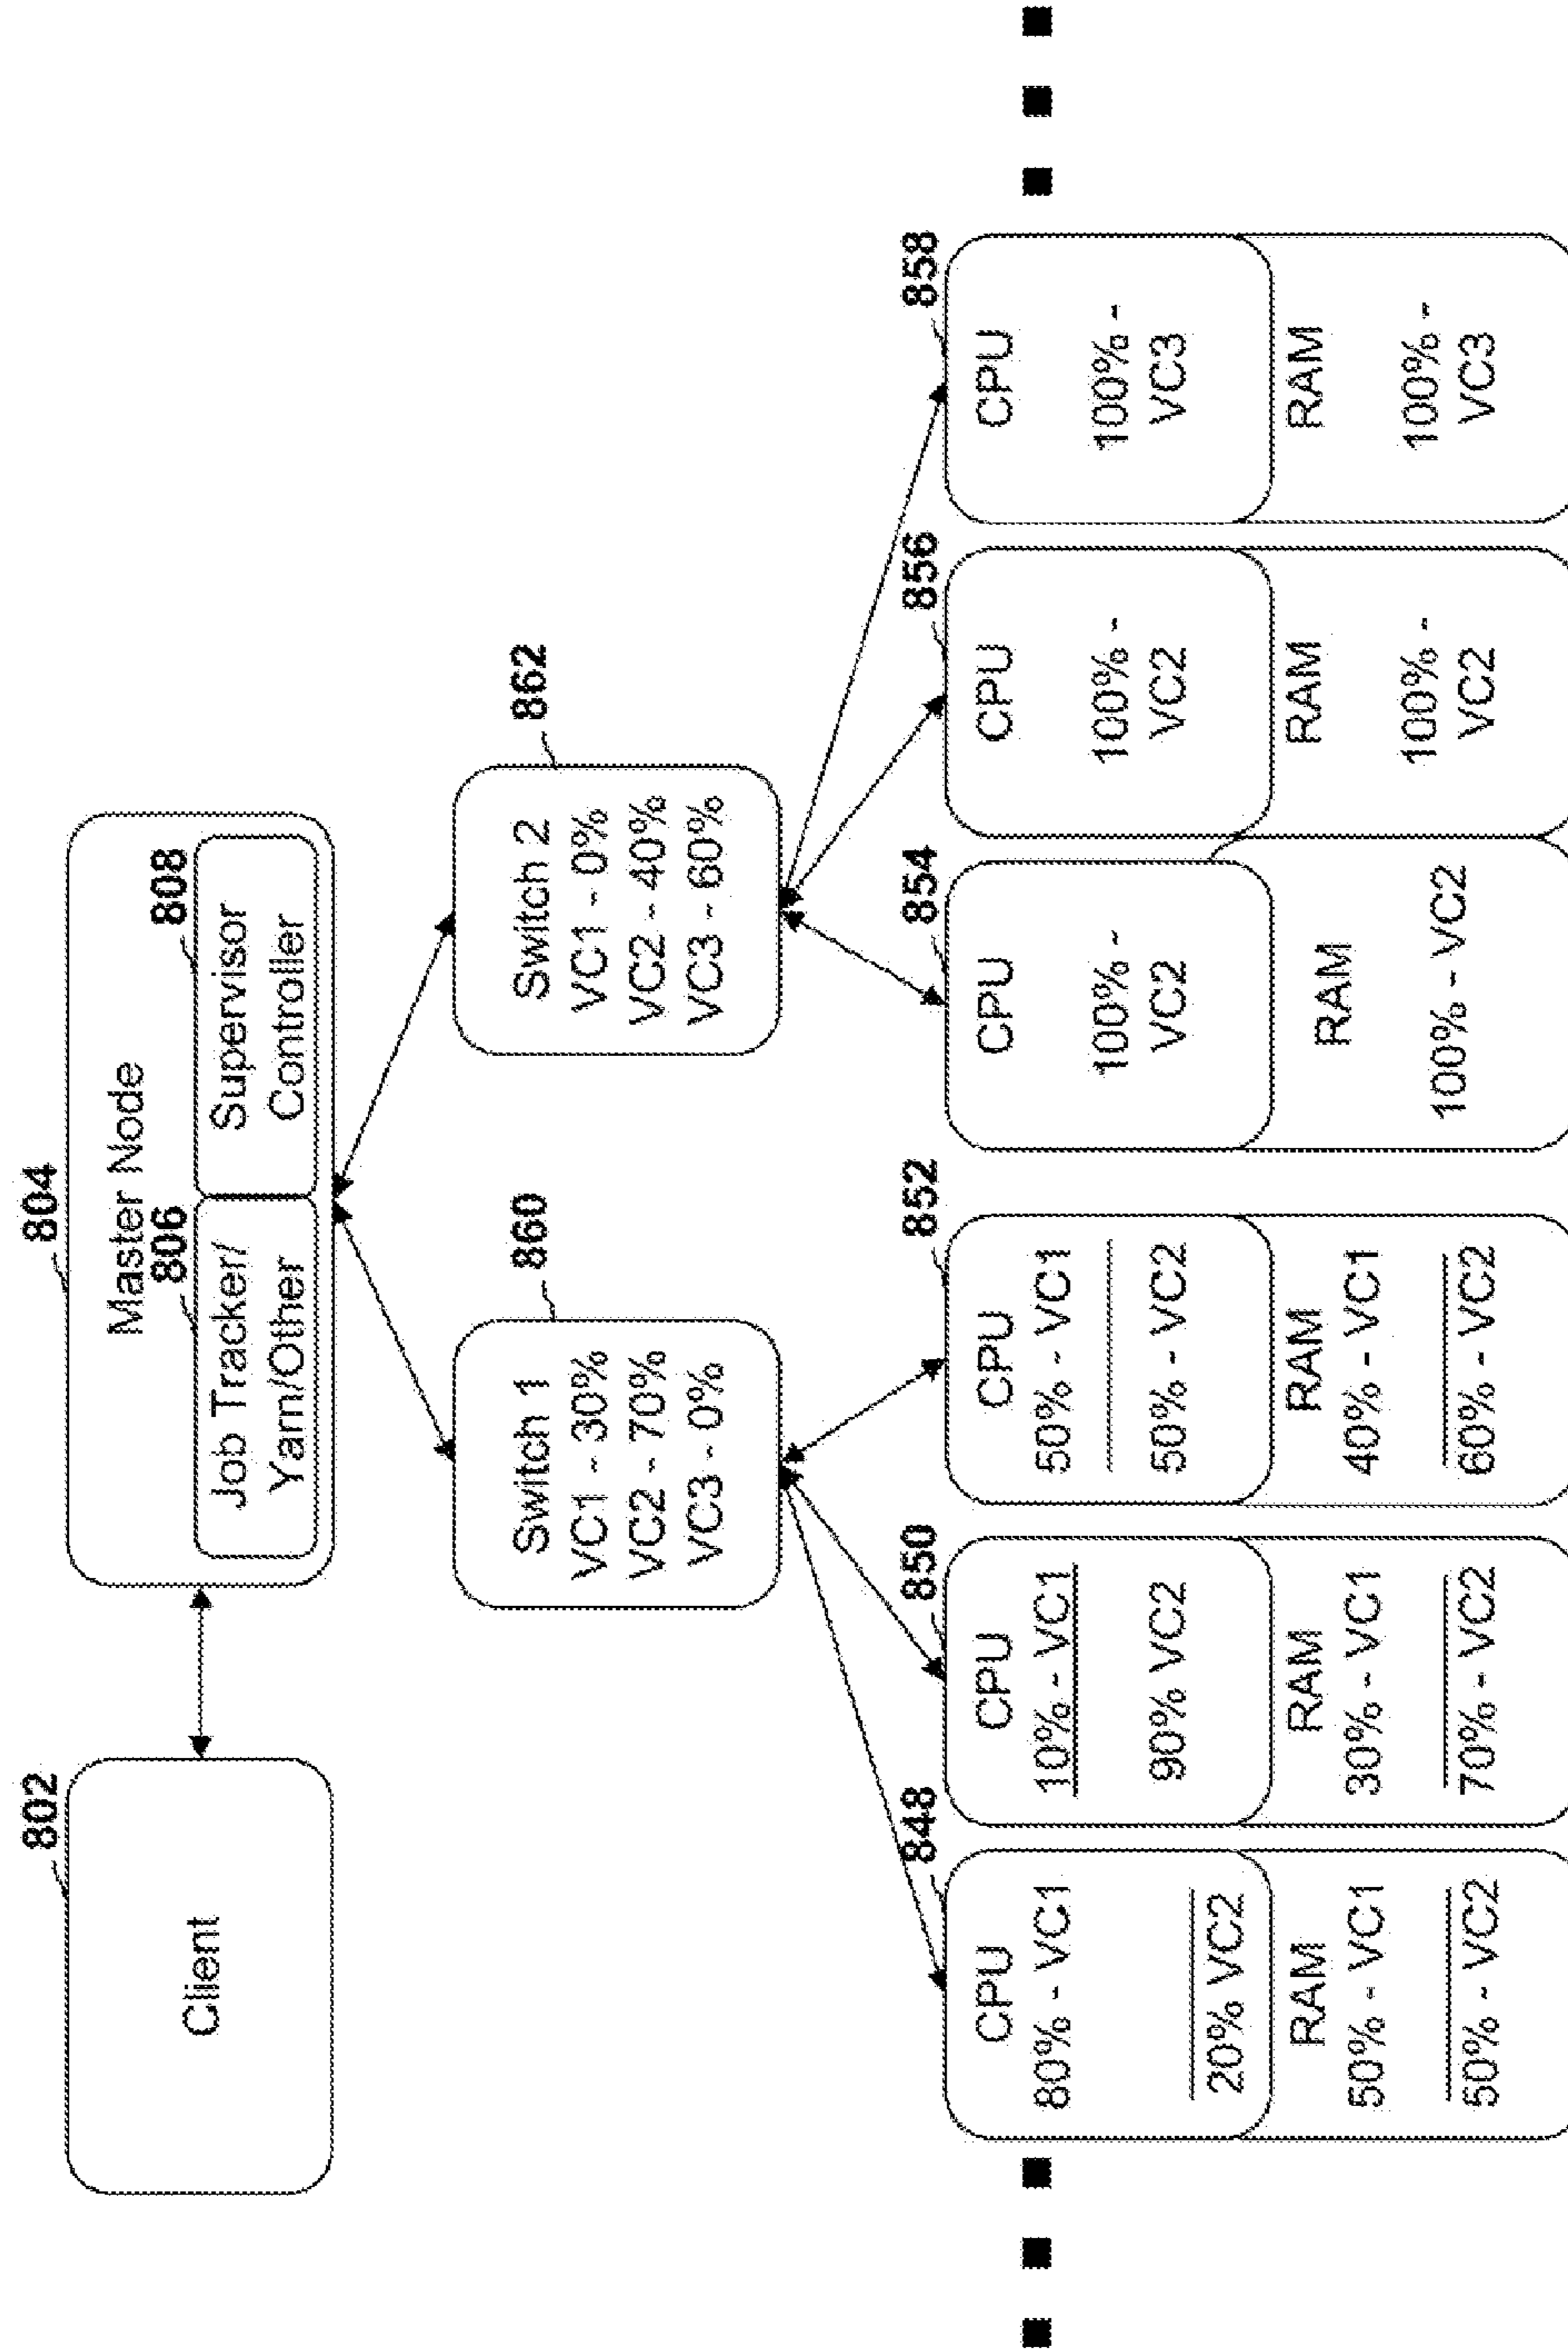 804
Master Node
802
806
808
Client
Job Tracker/
Yarn/Other
Supervisor
Controller
860
862
Switch 1
VC1 - 30%
VC2 - 70%
VC3 - 0%
Switch 2
VC1 - 0%
VC2 - 40%
VC3 - 60%
848
CPU
80% - VC1
20% VC2
RAM
50% - VC1
50% - VC2
850
CPU
10% - VC1
90% VC2
RAM
30% - VC1
70% - VC2
852
CPU
50% - VC1
50% - VC2
RAM
40% - VC1
60% - VC2
854
CPU
100% -
VC2
RAM
100% - VC2
856
CPU
100% -
VC2
RAM
100% -
VC2
858
CPU
100% -
VC3
RAM
100% -
VC3